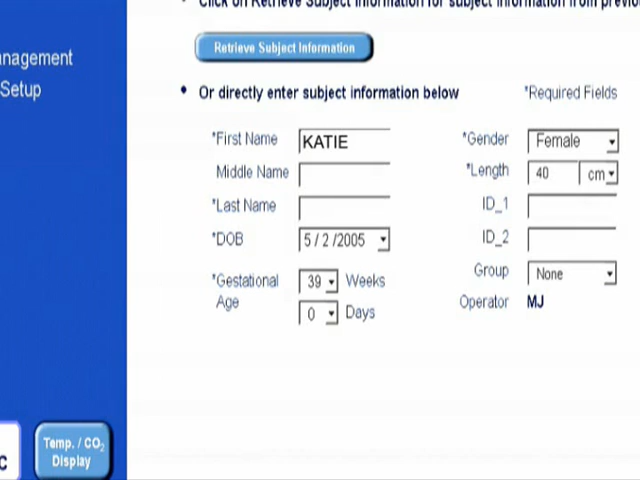 Click on Retrieve Subject Information for subject information from previo
Retrieve Subject Information
anagement
Setup
• Or directly enter subject information below
*Required Fields
*First Name KATIE
*Gender Female
Middle Name
*Length 40 cm
*Last Name
ID_1
*DOB 5 / 2 /2005
ID_2
*Gestational Age 39 Weeks
0 Days
Group None
Operator MJ
C
Temp. / CO2
Display